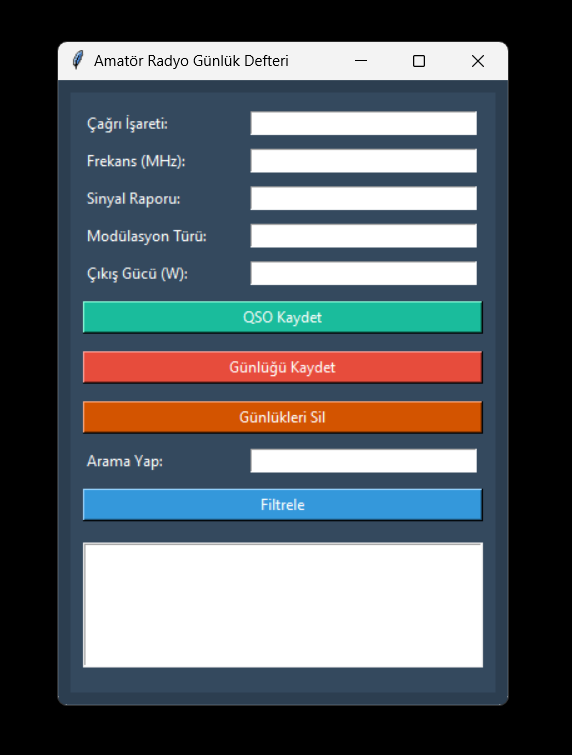 Amatör Radyo Günlük Defteri
Çağrı İşareti:
Frekans (MHz):
Sinyal Raporu:
Modülasyon Türü:
Çıkış Gücü (W):
QSO Kaydet
Günlüğü Kaydet
Günlükleri Sil
Arama Yap:
Filtrele